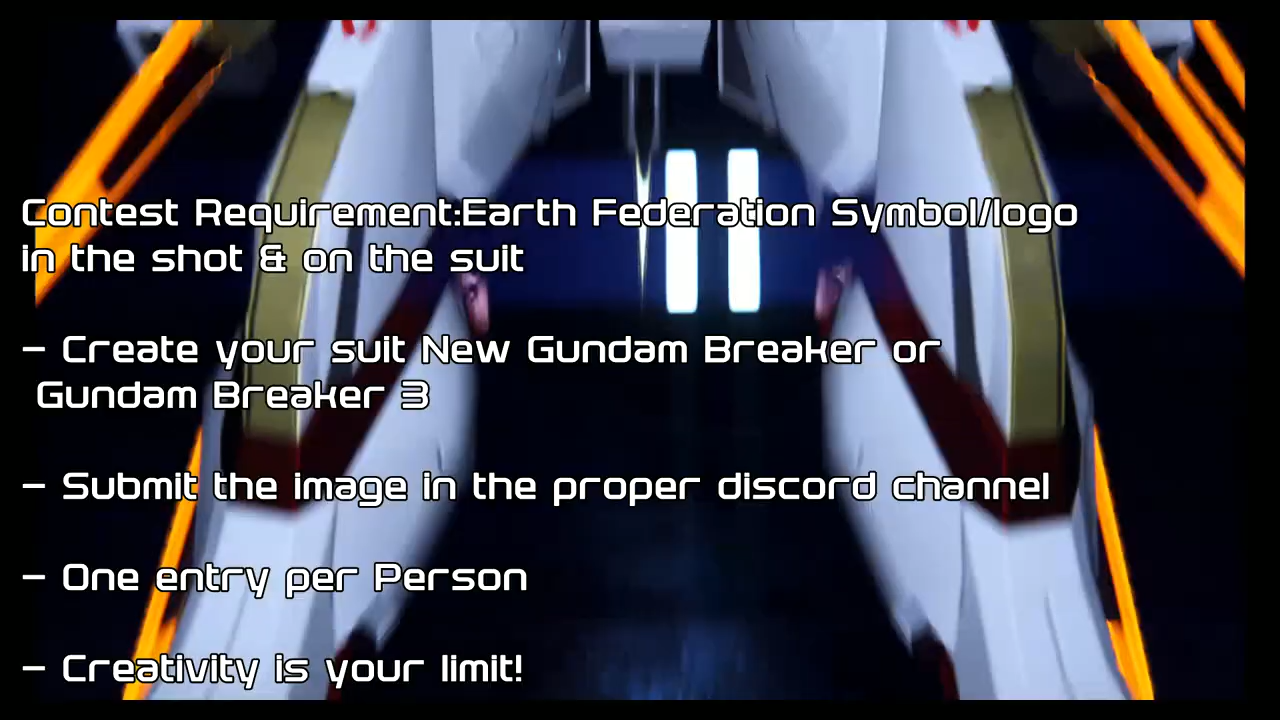 Contest Requirement:Earth Federation Symbol/logo
in the shot & on the suit
- Create your suit New Gundam Breaker or
Gundam Breaker 3
- Submit the image in the proper discord channel
- One entry per Person
- Creativity is your limit!